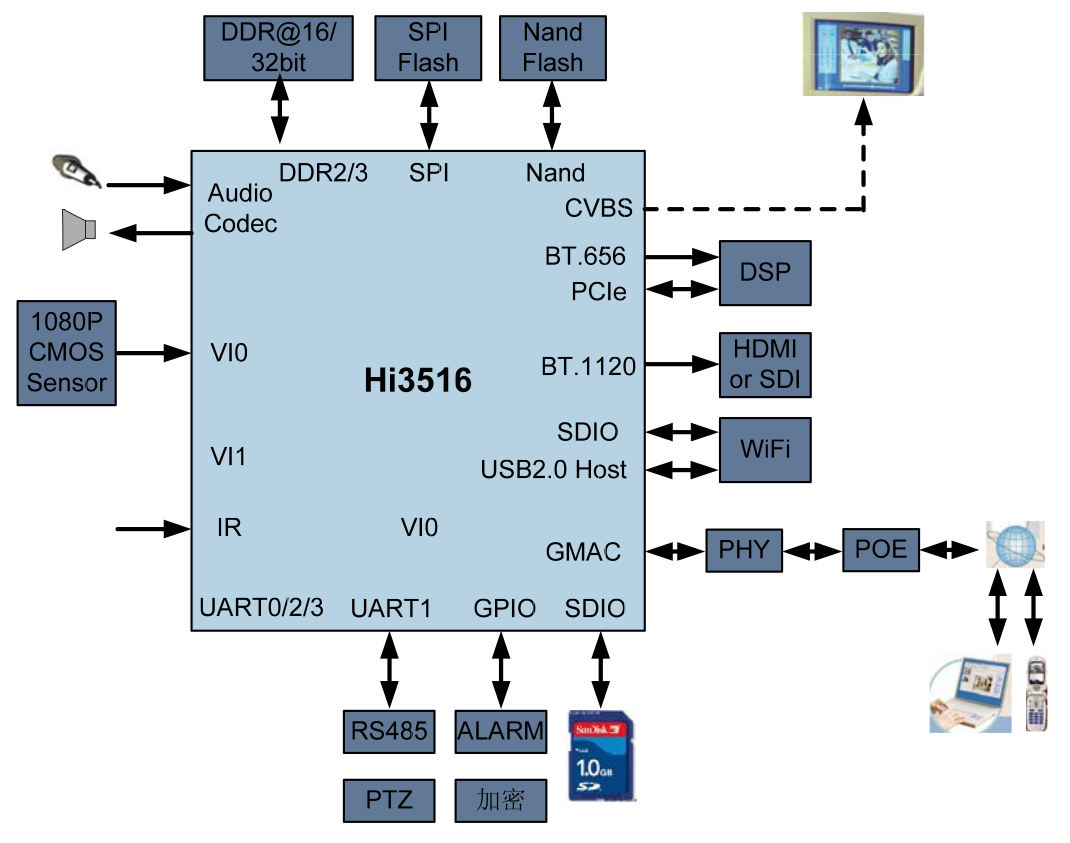 DDR@16/
32bit
SPI
Flash
Nand
Flash
DDR2/3
SPI
Nand
Audio
Codec
CVBS
BT.656
PCIe
DSP
1080P
CMOS
Sensor
VI0
Hi3516
BT.1120
HDMI
or SDI
SDIO
USB2.0 Host
WiFi
VI1
IR
VI0
GMAC
PHY
POE
UART0/2/3
UART1
GPIO
SDIO
RS485
ALARM
SanDisk
1.0GB
SD
PTZ
加密